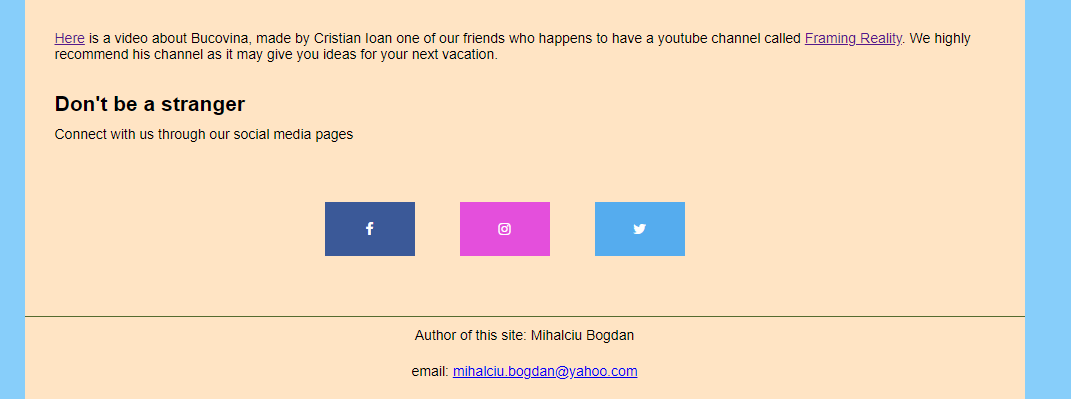 Here is a video about Bucovina, made by Cristian Ioan one of our friends who happens to have a youtube channel called Framing Reality. We highly
recommend his channel as it may give you ideas for your next vacation.
Don't be a stranger
Connect with us through our social media pages
Author of this site: Mihalciu Bogdan
email: mihalciu.bogdan@yahoo.com